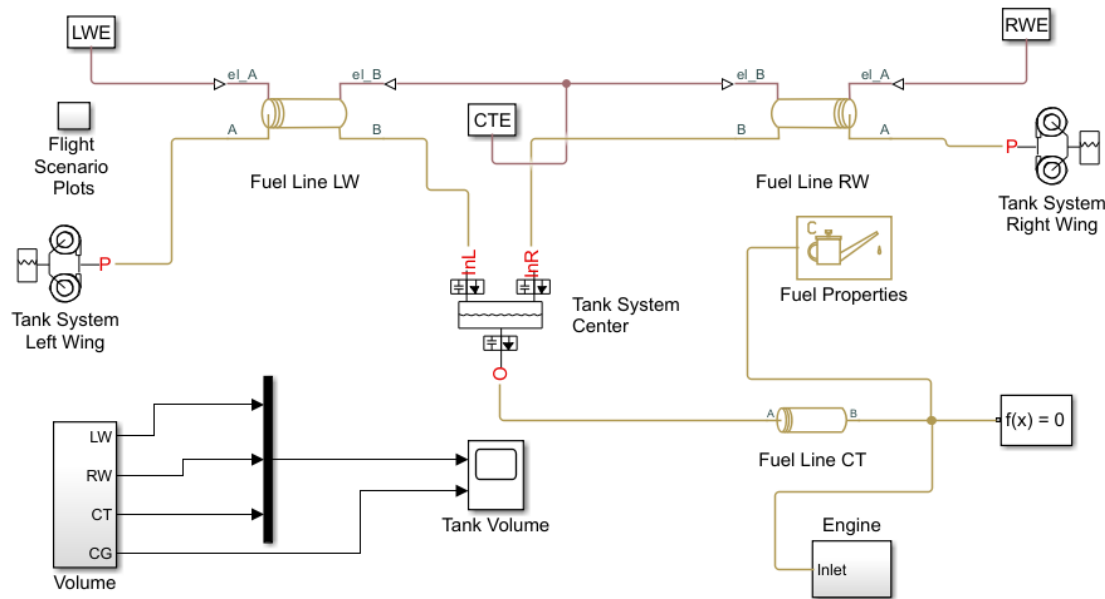 LWE
RWE
el_A
el_B
el_B
el_A
A
B
CTE
B
A
Flight
Scenario
Plots
Fuel Line LW
Fuel Line RW
P
Tank System
Right Wing
P
Tank System
Left Wing
InL
InR
Tank System
Center
C
Fuel Properties
O
A
B
f(x) = 0
Fuel Line CT
LW
RW
CT
CG
Volume
Tank Volume
Engine
Inlet